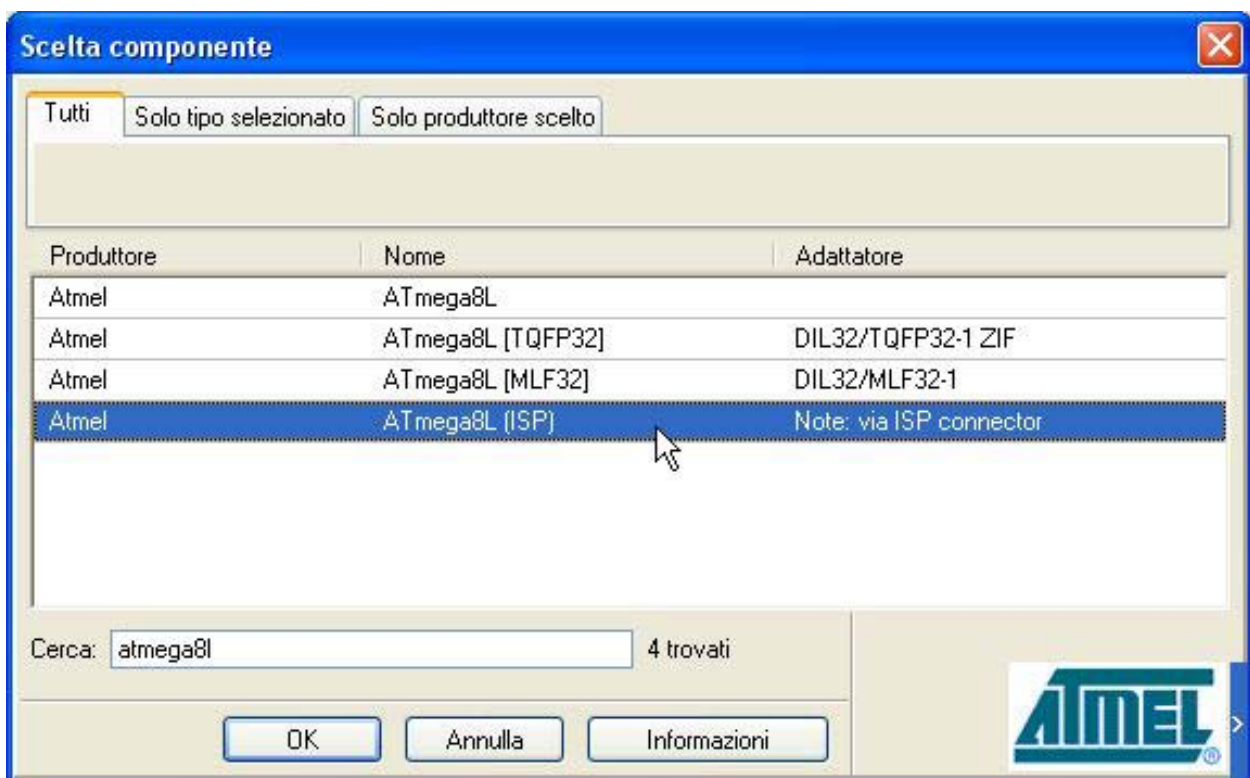 Scelta componente
Tutti Solo tipo selezionato Solo produttore scelto
Produttore Nome Adattatore
Atmel ATmega8L
Atmel ATmega8L [TQFP32] DIL32/TQFP32-1 ZIF
Atmel ATmega8L [MLF32] DIL32/MLF32-1
Atmel ATmega8L (ISP) Note: via ISP connector
Cerca: atmega8l 4 trovati
OK Annulla Informazioni
ATMEL ®